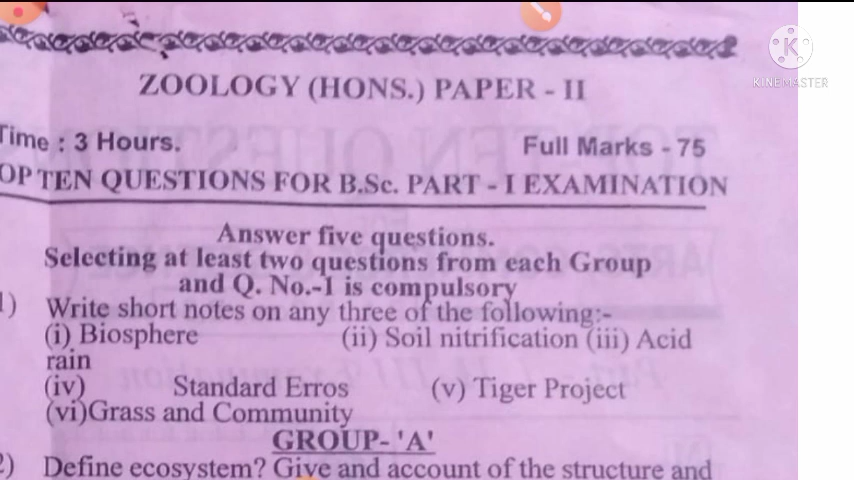 ZOOLOGY (HONS.) PAPER - II
Time : 3 Hours. Full Marks - 75
OP TEN QUESTIONS FOR B.Sc. PART - I EXAMINATION
Answer five questions.
Selecting at least two questions from each Group
and Q. No.-1 is compulsory
1) Write short notes on any three of the following:-
(i) Biosphere (ii) Soil nitrification (iii) Acid
rain
(iv) Standard Erros (v) Tiger Project
(vi)Grass and Community
GROUP- 'A'
2) Define ecosystem? Give and account of the structure and
K
KINEMASTER